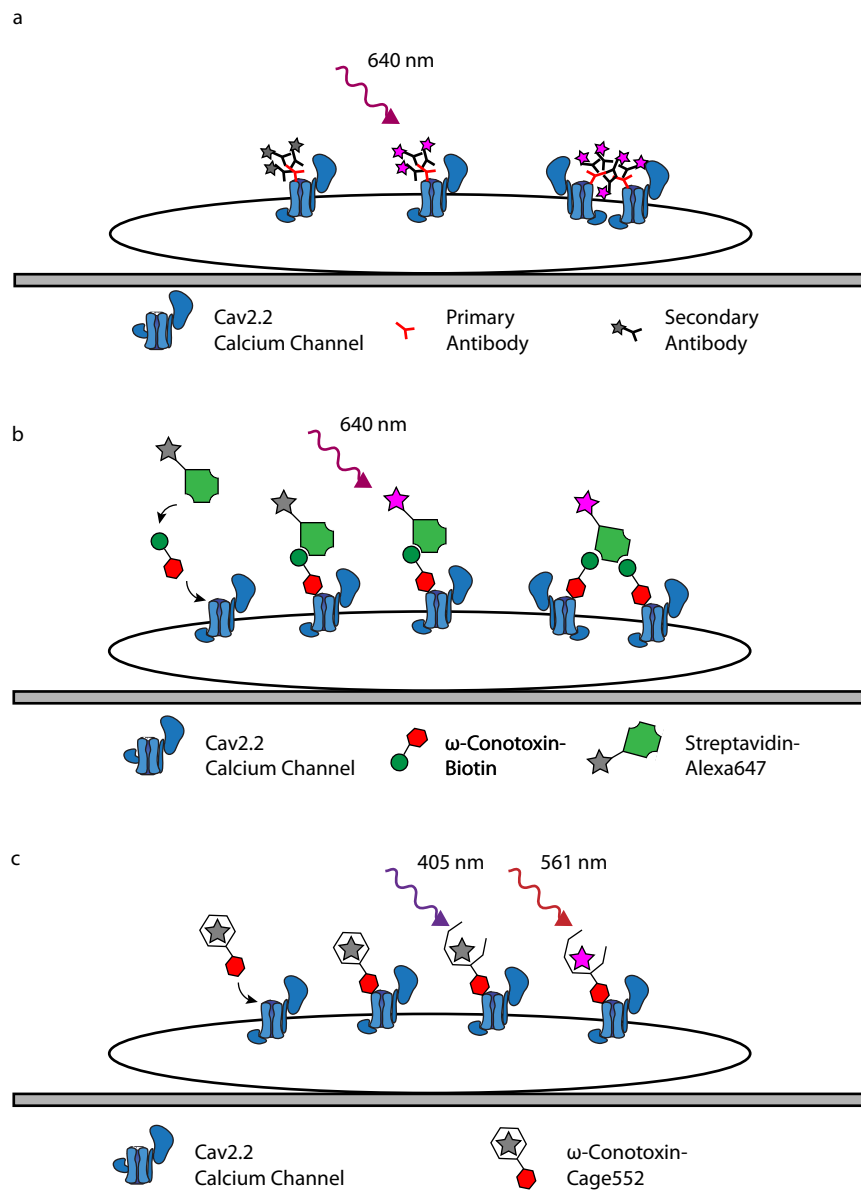 a
640 nm
Cav2.2
Calcium Channel
Primary
Antibody
Secondary
Antibody
b
640 nm
Cav2.2
Calcium Channel
ω-Conotoxin-
Biotin
Streptavidin-
Alexa647
c
405 nm
561 nm
Cav2.2
Calcium Channel
ω-Conotoxin-
Cage552